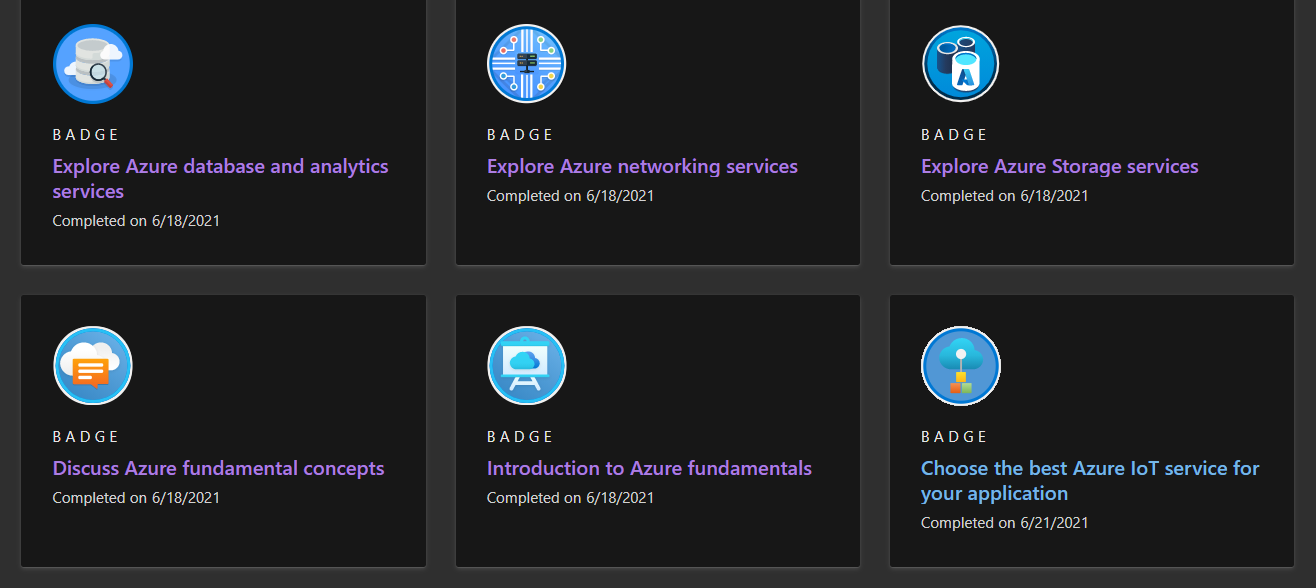 BADGE
Explore Azure database and analytics
services
Completed on 6/18/2021
BADGE
Explore Azure networking services
Completed on 6/18/2021
BADGE
Explore Azure Storage services
Completed on 6/18/2021
BADGE
Discuss Azure fundamental concepts
Completed on 6/18/2021
BADGE
Introduction to Azure fundamentals
Completed on 6/18/2021
BADGE
Choose the best Azure IoT service for
your application
Completed on 6/21/2021